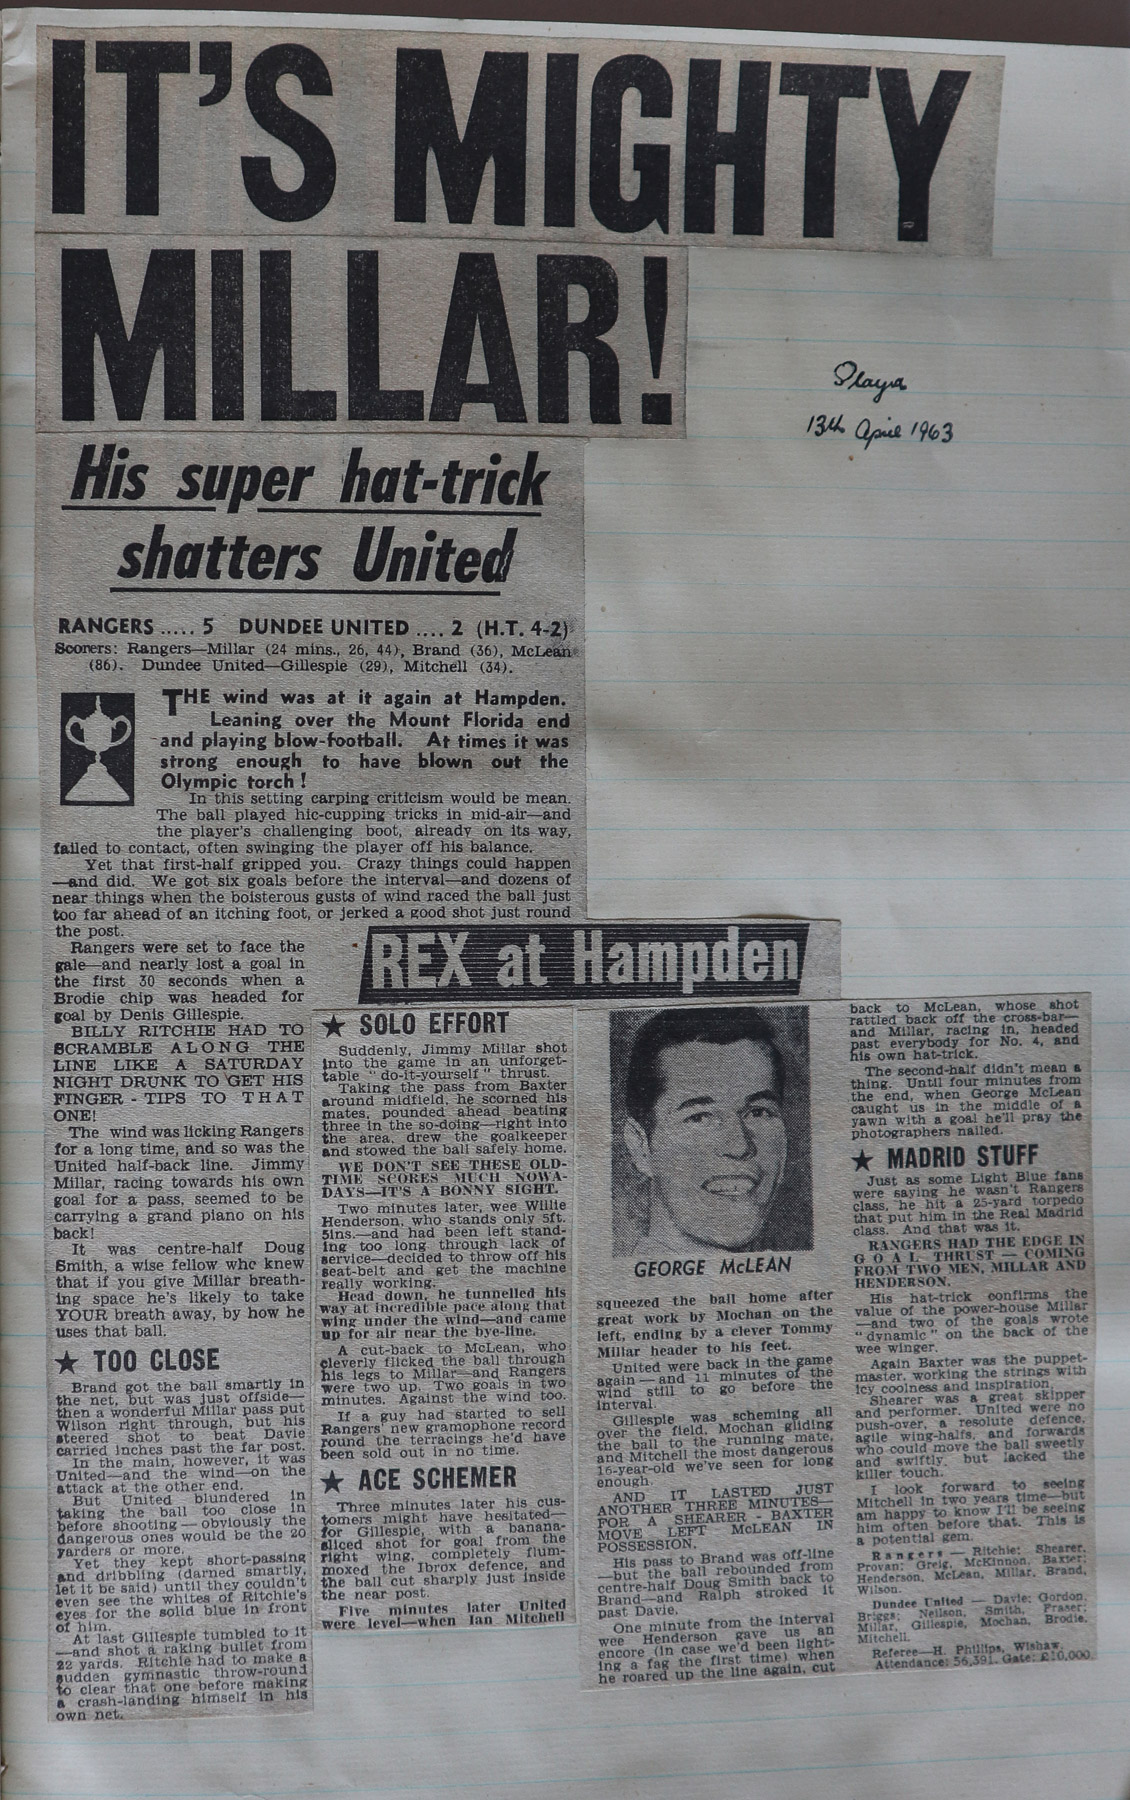 IT'S MIGHTY
MILLAR!
Played
13th April 1963
His super hat-trick
shatters United
RANGERS ..... 5 DUNDEE UNITED .... 2 (H.T. 4-2)
Scorers: Rangers—Millar (24 mins., 26, 44), Brand (36), McLean
(86). Dundee United—Gillespie (29), Mitchell (34).
THE wind was at it again at Hampden.
Leaning over the Mount Florida end
and playing blow-football. At times it was
strong enough to have blown out the
Olympic torch!
In this setting carping criticism would be mean.
The ball played hic-cupping tricks in mid-air—and
the player's challenging boot, already on its way,
failed to contact, often swinging the player off his balance.
Yet that first-half gripped you. Crazy things could happen
—and did. We got six goals before the interval—and dozens of
near things when the boisterous gusts of wind raced the ball just
too far ahead of an itching foot, or jerked a good shot just round
the post.
Rangers were set to face the
gale—and nearly lost a goal in
the first 30 seconds when a
Brodie chip was headed for
goal by Denis Gillespie.
BILLY RITCHIE HAD TO
SCRAMBLE ALONG THE
LINE LIKE A SATURDAY
NIGHT DRUNK TO GET HIS
FINGER-TIPS TO THAT
ONE!
The wind was licking Rangers
for a long time, and so was the
United half-back line. Jimmy
Millar, racing towards his own
goal for a pass, seemed to be
carrying a grand piano on his
back!
It was centre-half Doug
Smith, a wise fellow who knew
that if you give Millar breath-
ing space he's likely to take
YOUR breath away, by how he
uses that ball.
★ TOO CLOSE
Brand got the ball smartly in
the net, but was just offside—
then a wonderful Millar pass put
Wilson right through, but his
steered shot to beat Davie
carried inches past the far post.
In the main, however, it was
United—and the wind—on the
attack at the other end.
But United blundered in
taking the ball too close in
before shooting—obviously the
dangerous ones would be the 20
yarders or more.
Yet they kept short-passing
and dribbling (darned smartly,
let it be said) until they couldn't
even see the whites of Ritchie's
eyes for the solid blue in front
of him.
At last Gillespie tumbled to it
—and shot a raking bullet from
22 yards. Ritchie had to make a
sudden gymnastic throw-round
to clear that one before making
a crash-landing himself in his
own net.
REX at Hampden
★ SOLO EFFORT
Suddenly, Jimmy Millar shot
into the game in an unforget-
table "do-it-yourself" thrust.
Taking the pass from Baxter
around midfield, he scorned his
mates, pounded ahead beating
three in the so-doing—right into
the area, drew the goalkeeper
and stowed the ball safely home.
WE DON'T SEE THESE OLD-
TIME SCORES MUCH NOWA-
DAYS—IT'S A BONNY SIGHT.
Two minutes later, wee Willie
Henderson, who stands only 5ft.
5ins.—and had been left stand-
ing too long through lack of
service—decided to throw off his
seat-belt and get the machine
really working.
Head down, he tunnelled his
way at incredible pace along that
wing under the wind—and came
up for air near the bye-line.
A cut-back to McLean, who
cleverly flicked the ball through
his legs to Millar—and Rangers
were two up. Two goals in two
minutes. Against the wind too.
If a guy had started to sell
Rangers' new gramophone record
round the terracings he'd have
been sold out in no time.
★ ACE SCHEMER
Three minutes later his cus-
tomers might have hesitated—
for Gillespie, with a banana-
sliced shot for goal from the
right wing, completely flum-
moxed the Ibrox defence, and
the ball cut sharply just inside
the near post.
Five minutes later United
were level—when Ian Mitchell
GEORGE McLEAN
squeezed the ball home after
great work by Mochan on the
left, ending by a clever Tommy
Millar header to his feet.
United were back in the game
again—and 11 minutes of the
wind still to go before the
interval.
Gillespie was scheming all
over the field, Mochan gliding
the ball to the running mate,
and Mitchell the most dangerous
16-year-old we've seen for long
enough.
AND IT LASTED JUST
ANOTHER THREE MINUTES—
FOR A SHEARER-BAXTER
MOVE LEFT McLEAN IN
POSSESSION.
His pass to Brand was off-line
—but the ball rebounded from
centre-half Doug Smith back to
Brand—and Ralph stroked it
past Davie.
One minute from the interval
wee Henderson gave us an
encore (in case we'd been light-
ing a fag the first time) when
he roared up the line again, cut
back to McLean, whose shot
rattled back off the cross-bar—
and Millar, racing in, headed
past everybody for No. 4, and
his own hat-trick.
The second-half didn't mean a
thing. Until four minutes from
the end, when George McLean
caught us in the middle of a
yawn with a goal he'll pray the
photographers nailed.
★ MADRID STUFF
Just as some Light Blue fans
were saying he wasn't Rangers
class, he hit a 25-yard torpedo
that put him in the Real Madrid
class. And that was it.
RANGERS HAD THE EDGE IN
GOAL-THRUST — COMING
FROM TWO MEN, MILLAR AND
HENDERSON.
His hat-trick confirms the
value of the power-house Millar
—and two of the goals wrote
"dynamic" on the back of the
wee winger.
Again Baxter was the puppet-
master, working the strings with
icy coolness and inspiration.
Shearer was a great skipper
and performer. United were no
push-over, a resolute defence,
agile wing-halfs, and forwards
who could move the ball sweetly
and swiftly, but lacked the
killer touch.
I look forward to seeing
Mitchell in two years time—but
am happy to know I'll be seeing
him often before that. This is
a potential gem.
Rangers — Ritchie; Shearer,
Provan; Greig, McKinnon, Baxter;
Henderson, McLean, Millar, Brand,
Wilson.
Dundee United — Davie; Gordon,
Briggs; Neilson, Smith, Fraser;
Millar, Gillespie, Mochan, Brodie,
Mitchell.
Referee—H. Phillips, Wishaw.
Attendance: 56,391. Gate: £10,000.